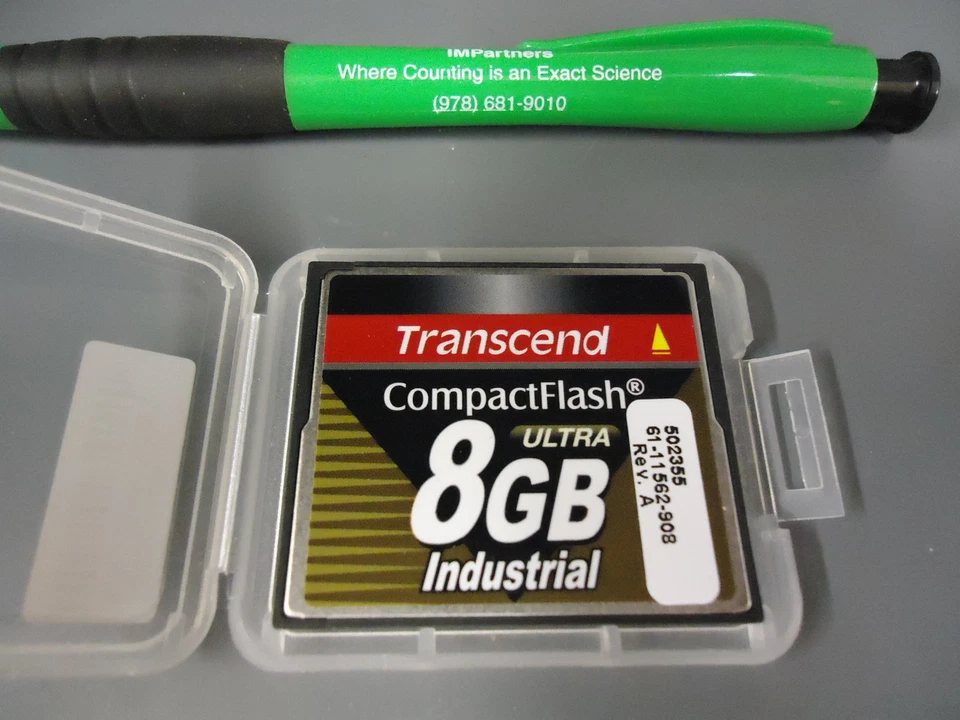 IMPartners
Where Counting is an Exact Science
(978) 681-9010
Transcend
CompactFlash®
ULTRA
8GB
Industrial
502355
61-11562-908
Rev. A